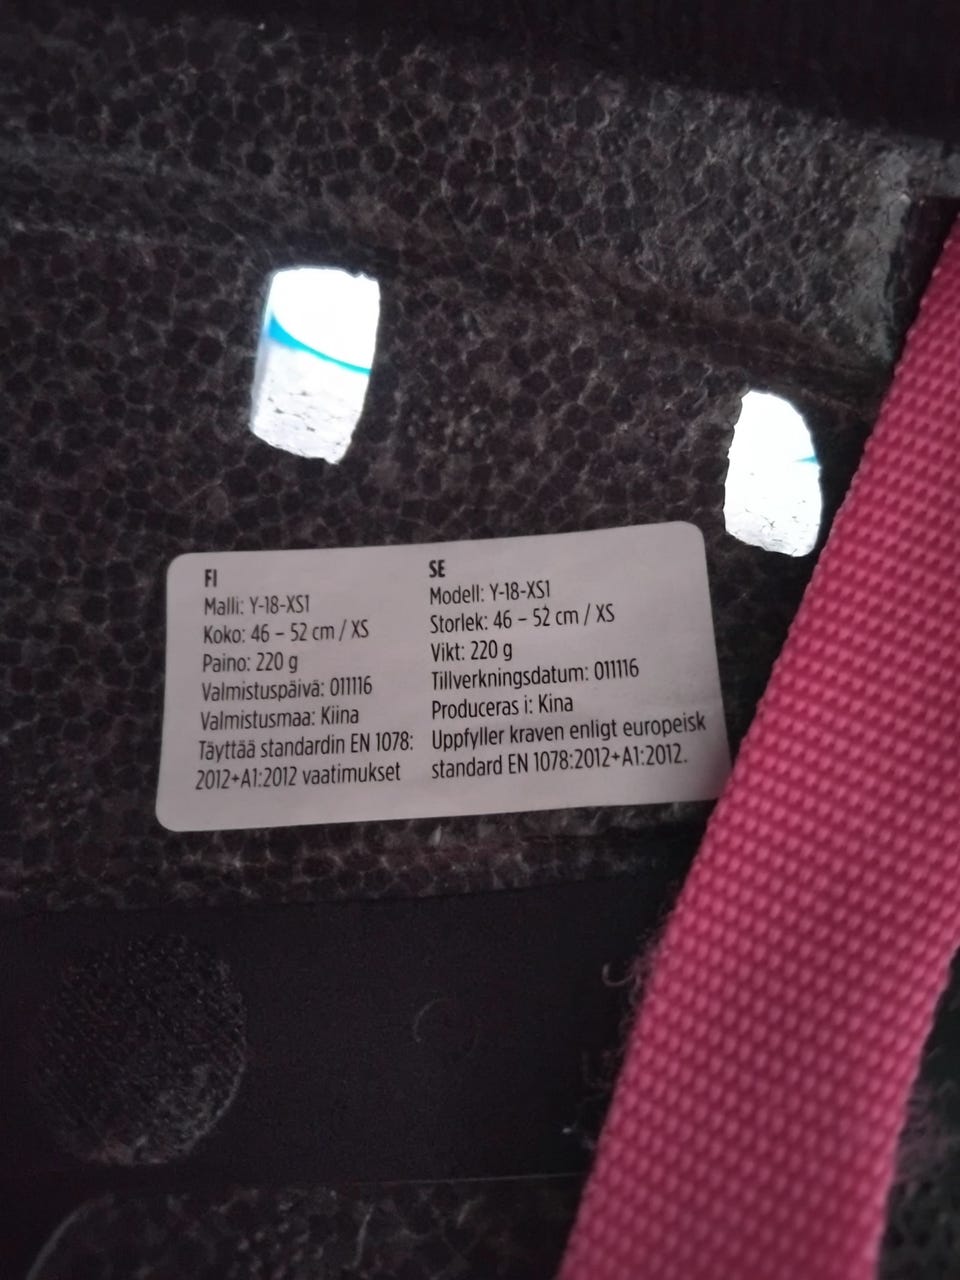 FI
Malli: Y-18-XS1
Koko: 46 – 52 cm / XS
Paino: 220 g
Valmistuspäivä: 011116
Valmistusmaa: Kiina
Täyttää standardin EN 1078:
2012+A1:2012 vaatimukset
SE
Modell: Y-18-XS1
Storlek: 46 – 52 cm / XS
Vikt: 220 g
Tillverkningsdatum: 011116
Produceras i: Kina
Uppfyller kraven enligt europeisk
standard EN 1078:2012+A1:2012.